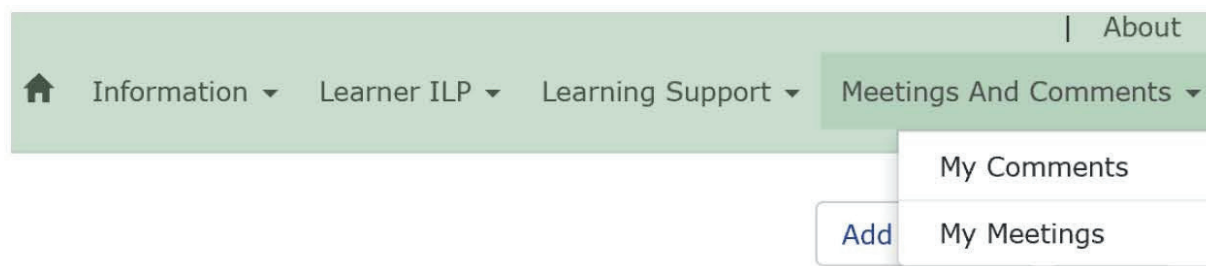 | About
Information Learner ILP Learning Support Meetings And Comments
My Comments
Add My Meetings